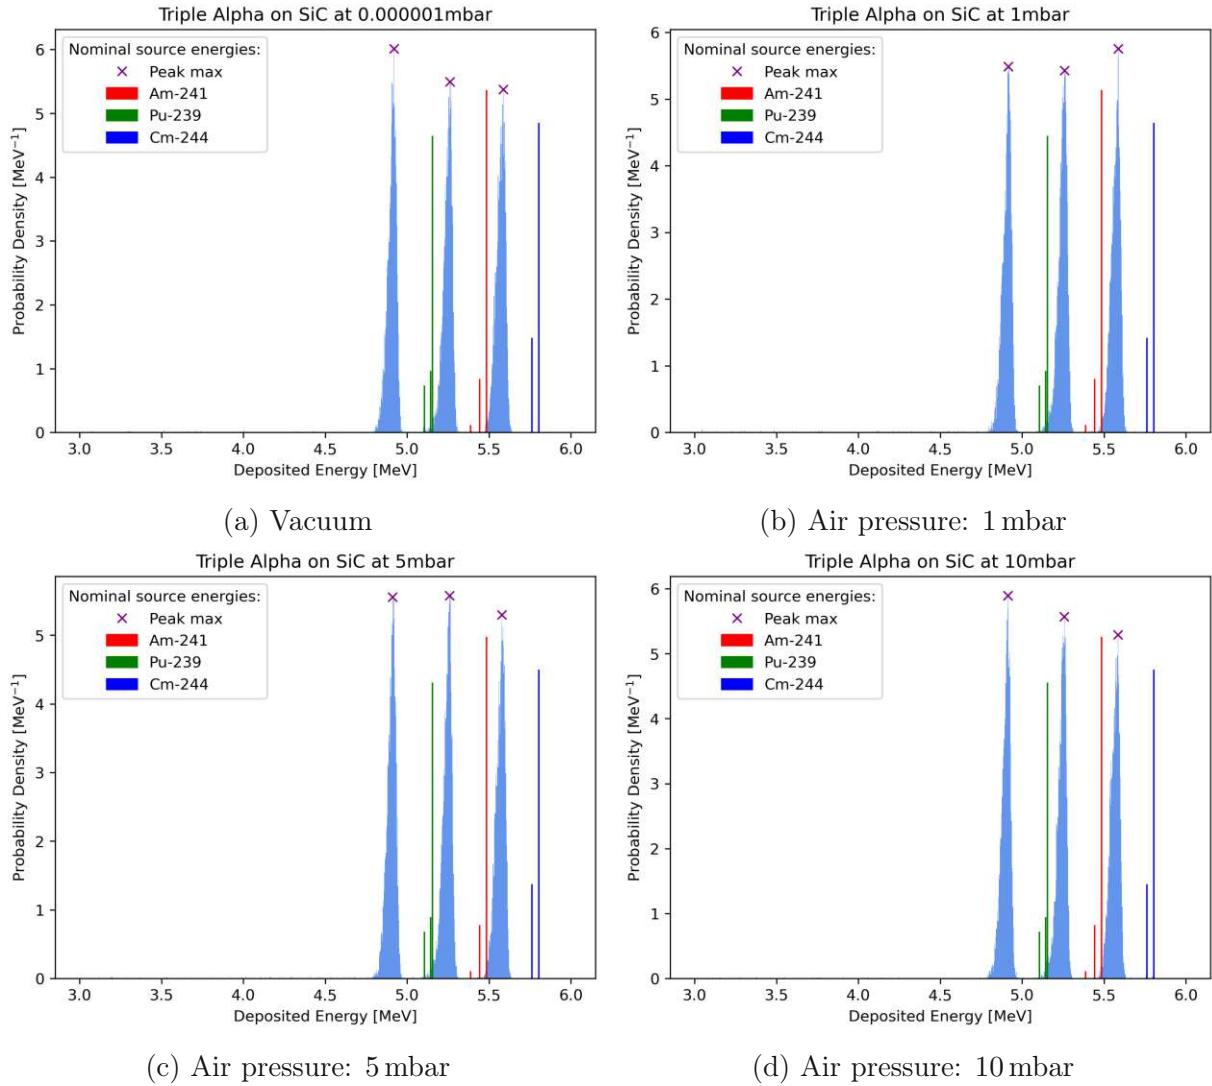 Triple Alpha on SiC at 0.000001mbar
Nominal source energies:
Peak max
Am-241
Pu-239
Cm-244
Probability Density [MeV⁻¹]
6
5
4
3
2
1
0
3.0 3.5 4.0 4.5 5.0 5.5 6.0
Deposited Energy [MeV]
(a) Vacuum
Triple Alpha on SiC at 1mbar
Nominal source energies:
Peak max
Am-241
Pu-239
Cm-244
Probability Density [MeV⁻¹]
6
5
4
3
2
1
0
3.0 3.5 4.0 4.5 5.0 5.5 6.0
Deposited Energy [MeV]
(b) Air pressure: 1 mbar
Triple Alpha on SiC at 5mbar
Nominal source energies:
Peak max
Am-241
Pu-239
Cm-244
Probability Density [MeV⁻¹]
5
4
3
2
1
0
3.0 3.5 4.0 4.5 5.0 5.5 6.0
Deposited Energy [MeV]
(c) Air pressure: 5 mbar
Triple Alpha on SiC at 10mbar
Nominal source energies:
Peak max
Am-241
Pu-239
Cm-244
Probability Density [MeV⁻¹]
6
5
4
3
2
1
0
3.0 3.5 4.0 4.5 5.0 5.5 6.0
Deposited Energy [MeV]
(d) Air pressure: 10 mbar